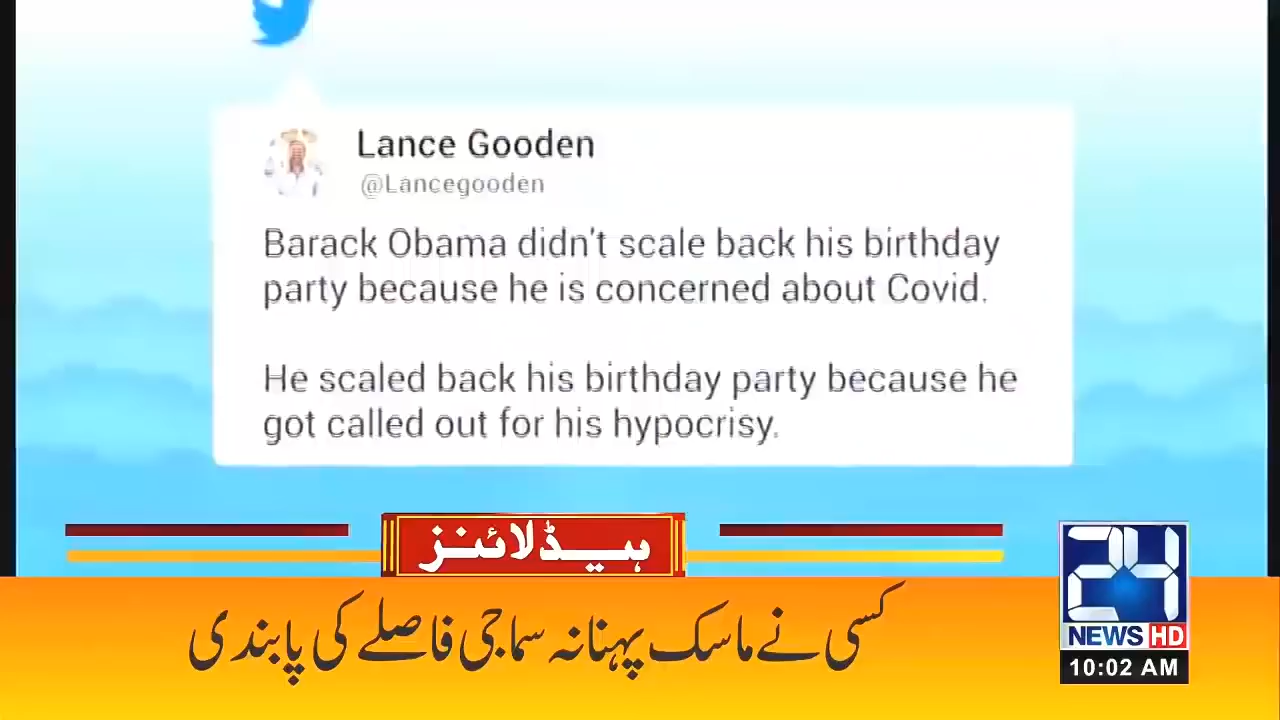 Lance Gooden
@Lancegooden
Barack Obama didn't scale back his birthday
party because he is concerned about Covid.
He scaled back his birthday party because he
got called out for his hypocrisy.
ہیڈلائنز
کسی نے ماسک پہنا نہ سماجی فاصلے کی پابندی
24
NEWS HD
10:02 AM